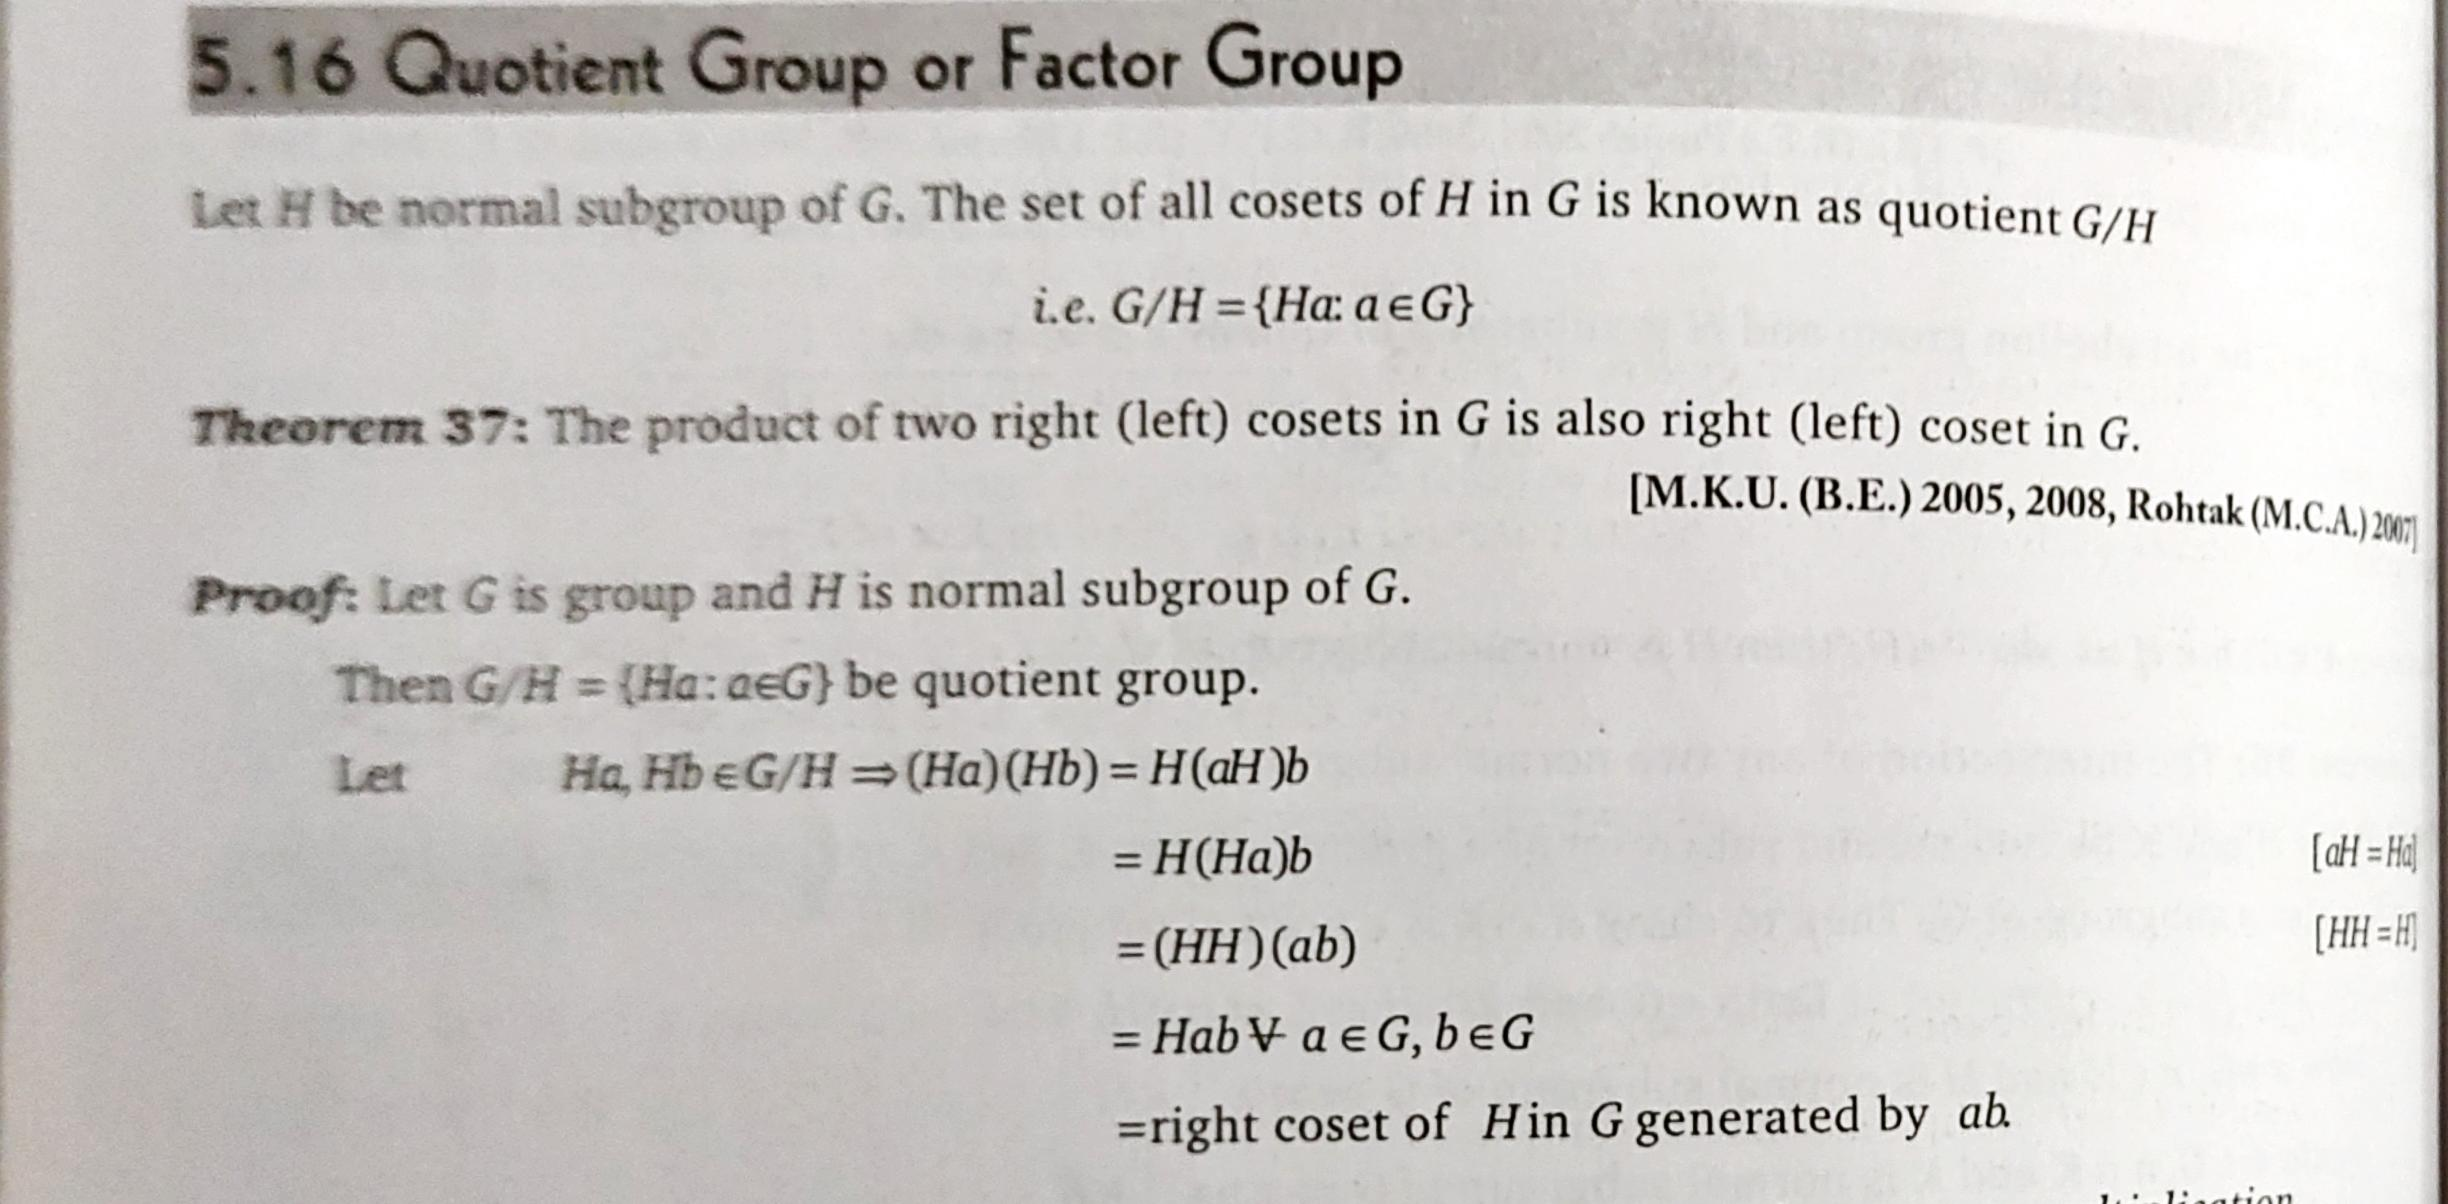 5.16 Quotient Group or Factor Group
Let H be normal subgroup of G. The set of all cosets of H in G is known as quotient G/H
i.e. G/H = {Ha: a ∈ G}
Theorem 37: The product of two right (left) cosets in G is also right (left) coset in G.
[M.K.U. (B.E.) 2005, 2008, Rohtak (M.C.A.) 2007]
Proof: Let G is group and H is normal subgroup of G.
Then G/H = {Ha : a∈G} be quotient group.
Let Ha, Hb ∈ G/H ⇒ (Ha)(Hb) = H(aH)b
= H(Ha)b [aH = Ha]
= (HH)(ab) [HH = H]
= Hab ∀ a ∈ G, b ∈ G
=right coset of H in G generated by ab.